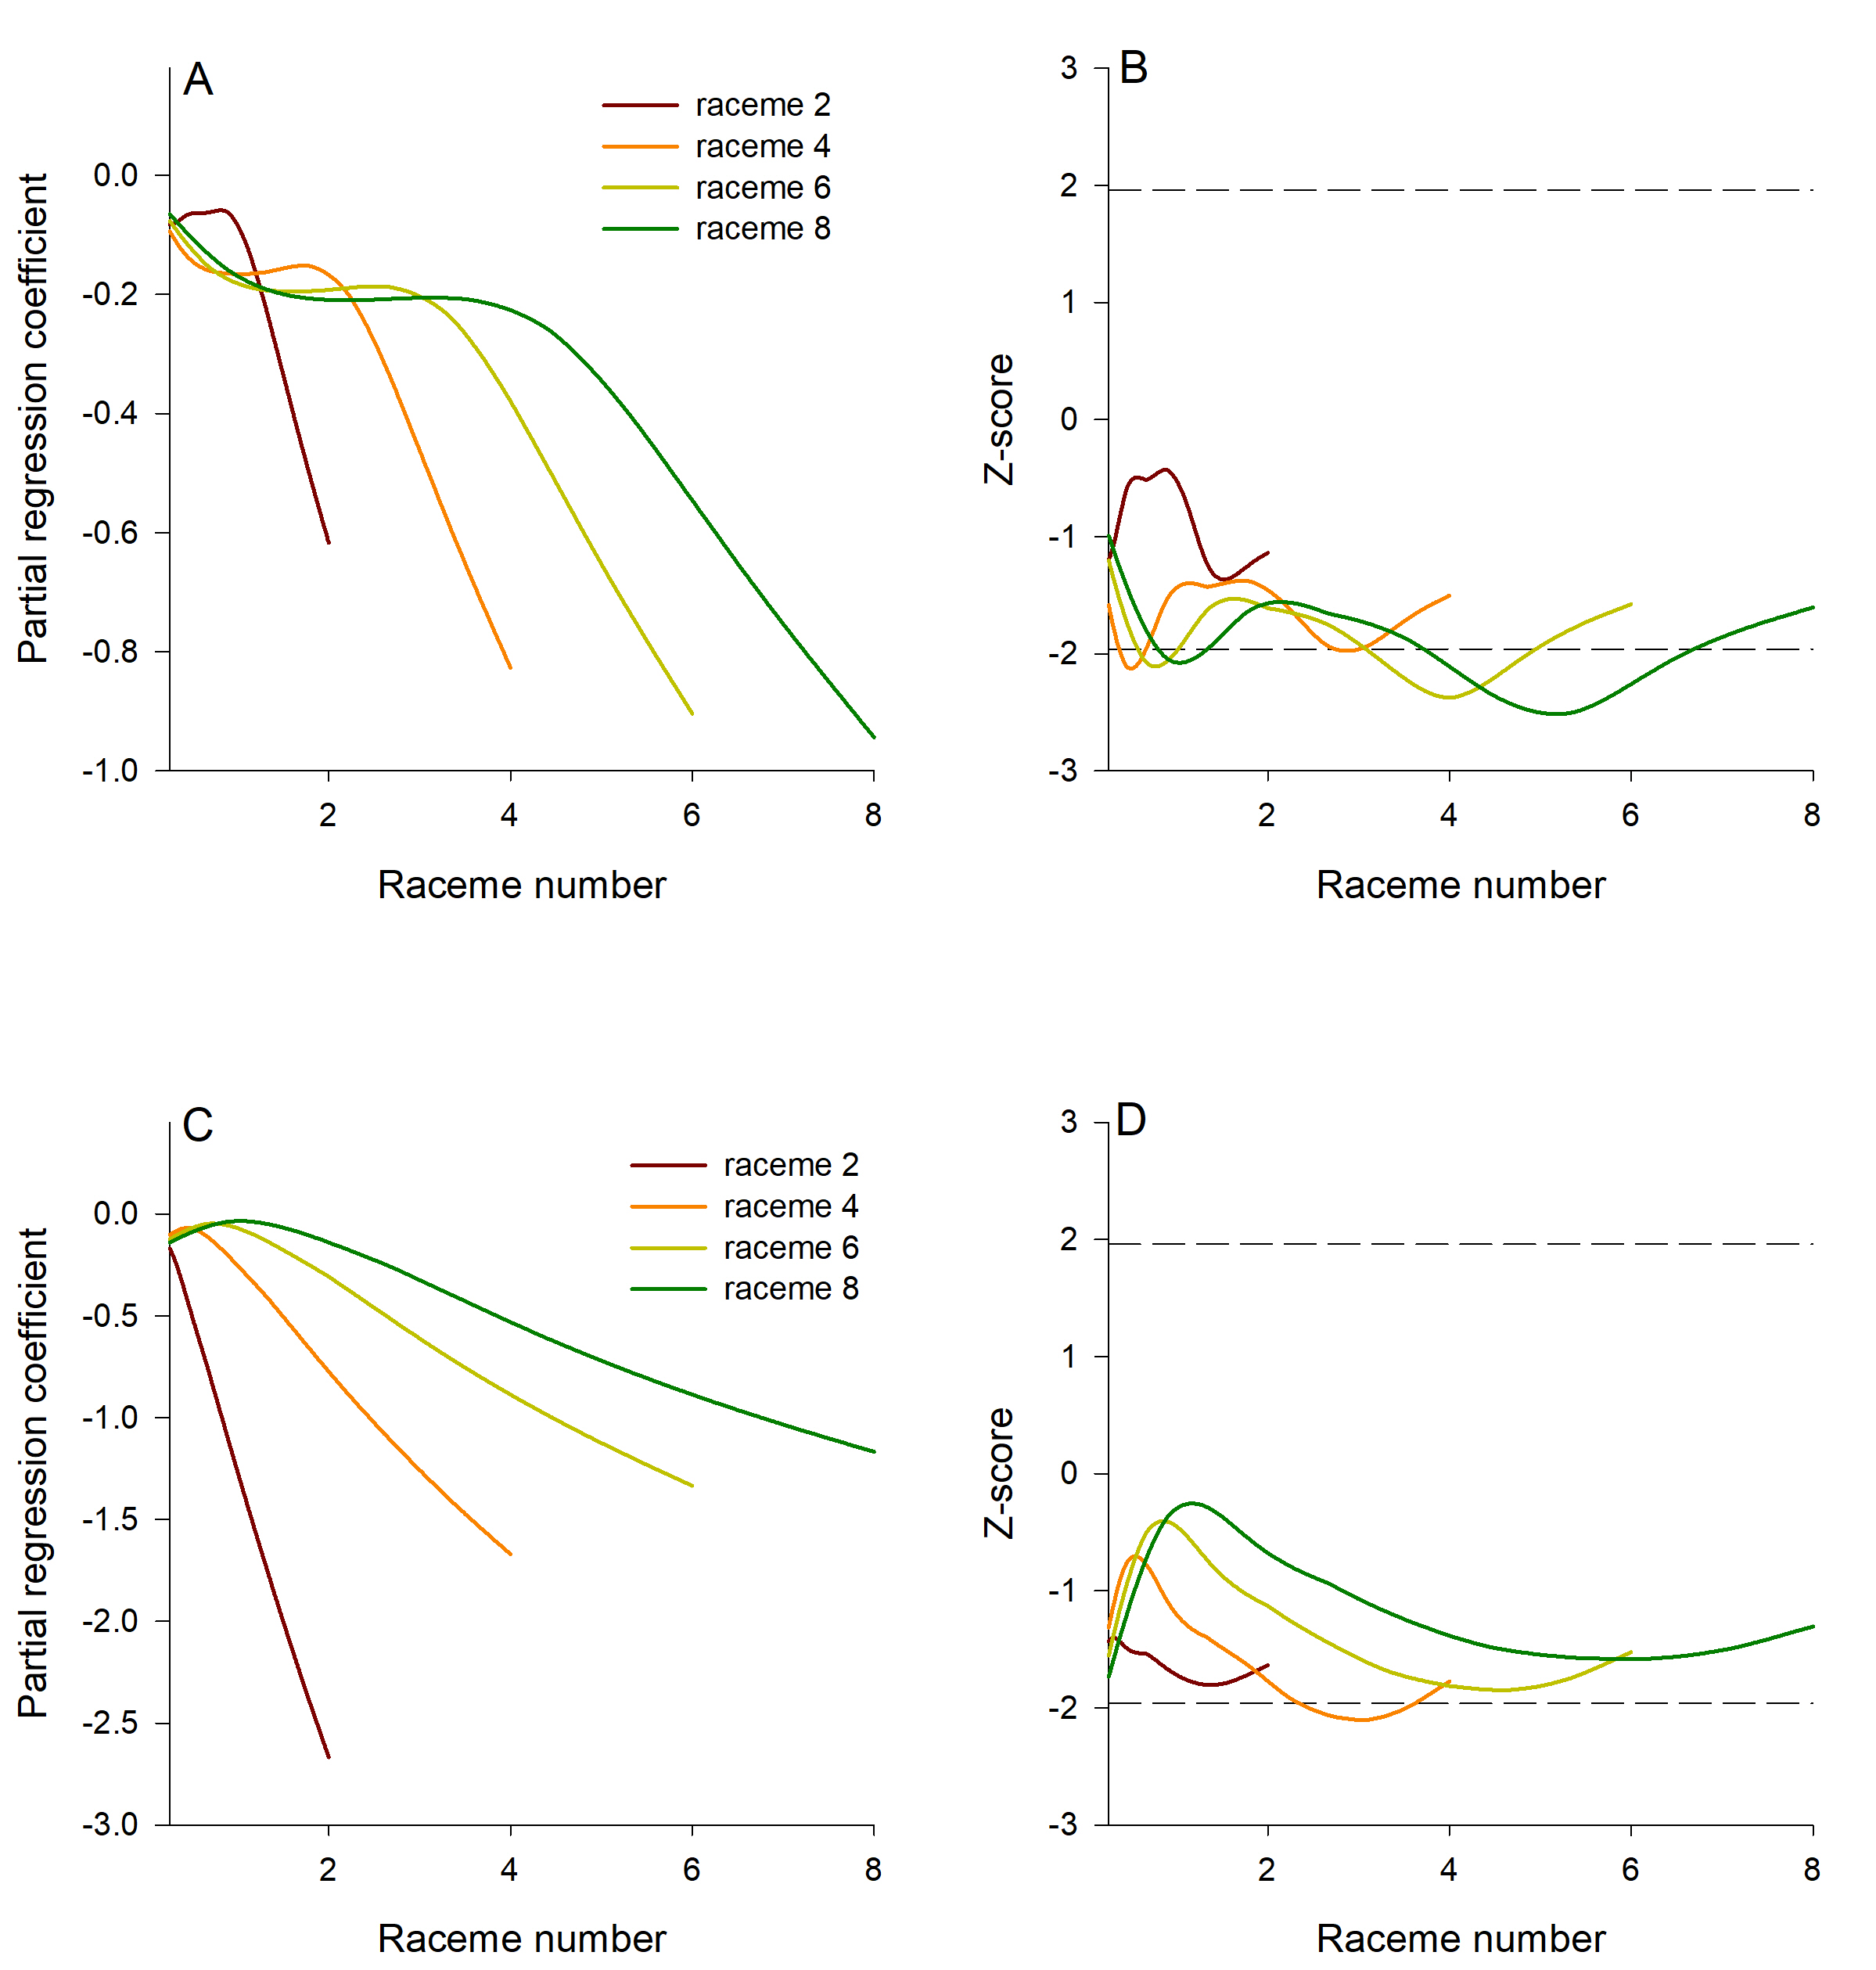 A
raceme 2
raceme 4
raceme 6
raceme 8
0.0
-0.2
-0.4
-0.6
-0.8
-1.0
Partial regression coefficient
2 4 6 8
Raceme number
B
3
2
1
0
-1
-2
-3
Z-score
2 4 6 8
Raceme number
C
raceme 2
raceme 4
raceme 6
raceme 8
0.0
-0.5
-1.0
-1.5
-2.0
-2.5
-3.0
Partial regression coefficient
2 4 6 8
Raceme number
D
3
2
1
0
-1
-2
-3
Z-score
2 4 6 8
Raceme number